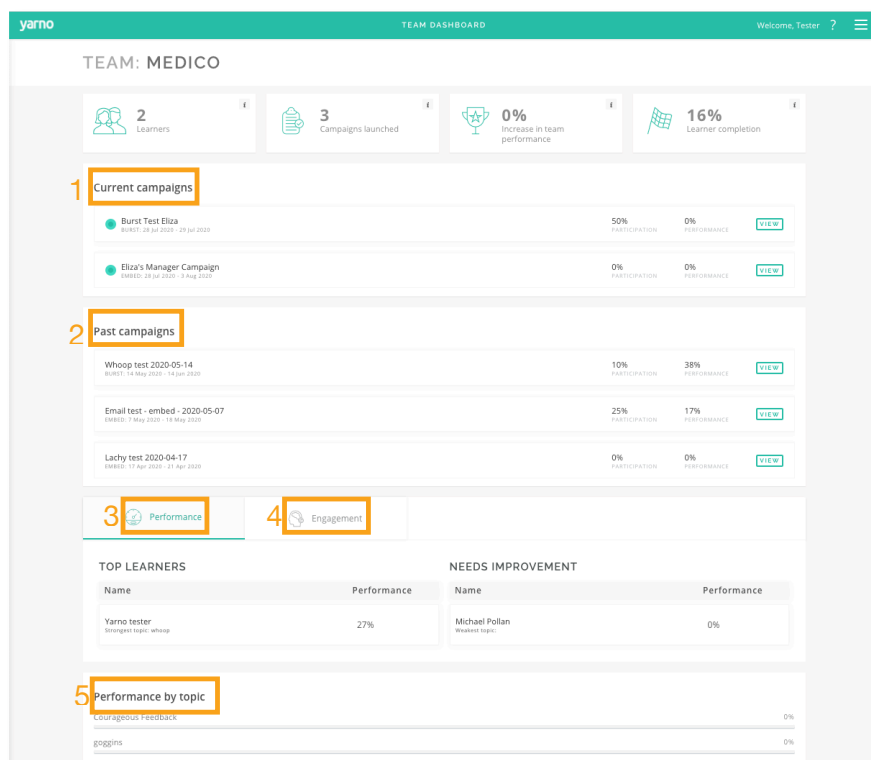 yarno TEAM DASHBOARD Welcome, Tester ?
TEAM: MEDICO
2 Learners i
3 Campaigns launched i
0% Increase in team performance i
16% Learner completion i
1 Current campaigns
Burst Test Eliza 50% 0% VIEW
BURST: 28 Jul 2020 - 29 Jul 2020 PARTICIPATION PERFORMANCE
Eliza's Manager Campaign 0% 0% VIEW
EMBED: 28 Jul 2020 - 3 Aug 2020 PARTICIPATION PERFORMANCE
2 Past campaigns
Whoop test 2020-05-14 10% 38% VIEW
BURST: 14 May 2020 - 14 Jun 2020 PARTICIPATION PERFORMANCE
Email test - embed - 2020-05-07 25% 17% VIEW
EMBED: 7 May 2020 - 16 May 2020 PARTICIPATION PERFORMANCE
Lachy test 2020-04-17 0% 0% VIEW
EMBED: 17 Apr 2020 - 21 Apr 2020 PARTICIPATION PERFORMANCE
3 Performance 4 Engagement
TOP LEARNERS NEEDS IMPROVEMENT
Name Performance Name Performance
Yarno tester 27% Michael Pollan 0%
Strongest topic: whoop Weakest topic:
5 Performance by topic
Courageous Feedback 0%
goggins 0%